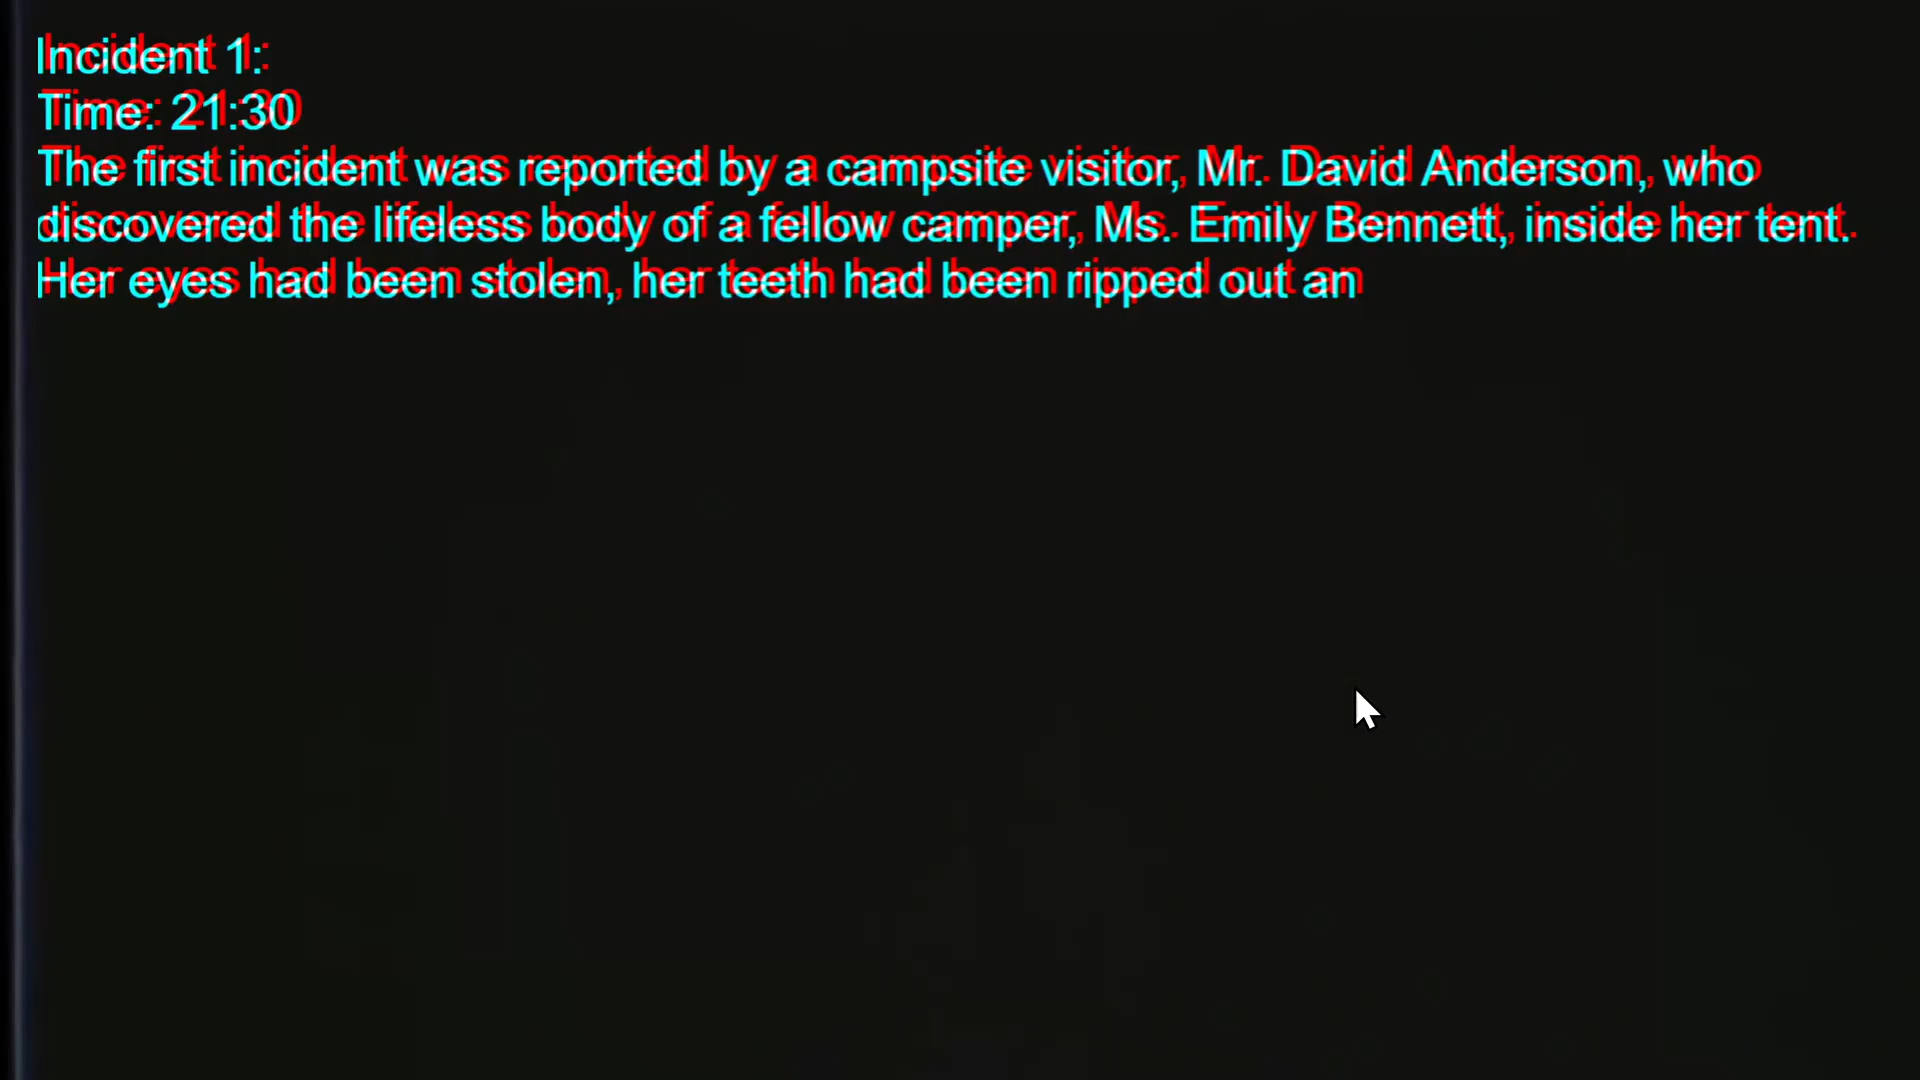 Incident 1:
Time: 21:30
The first incident was reported by a campsite visitor, Mr. David Anderson, who
discovered the lifeless body of a fellow camper, Ms. Emily Bennett, inside her tent.
Her eyes had been stolen, her teeth had been ripped out an